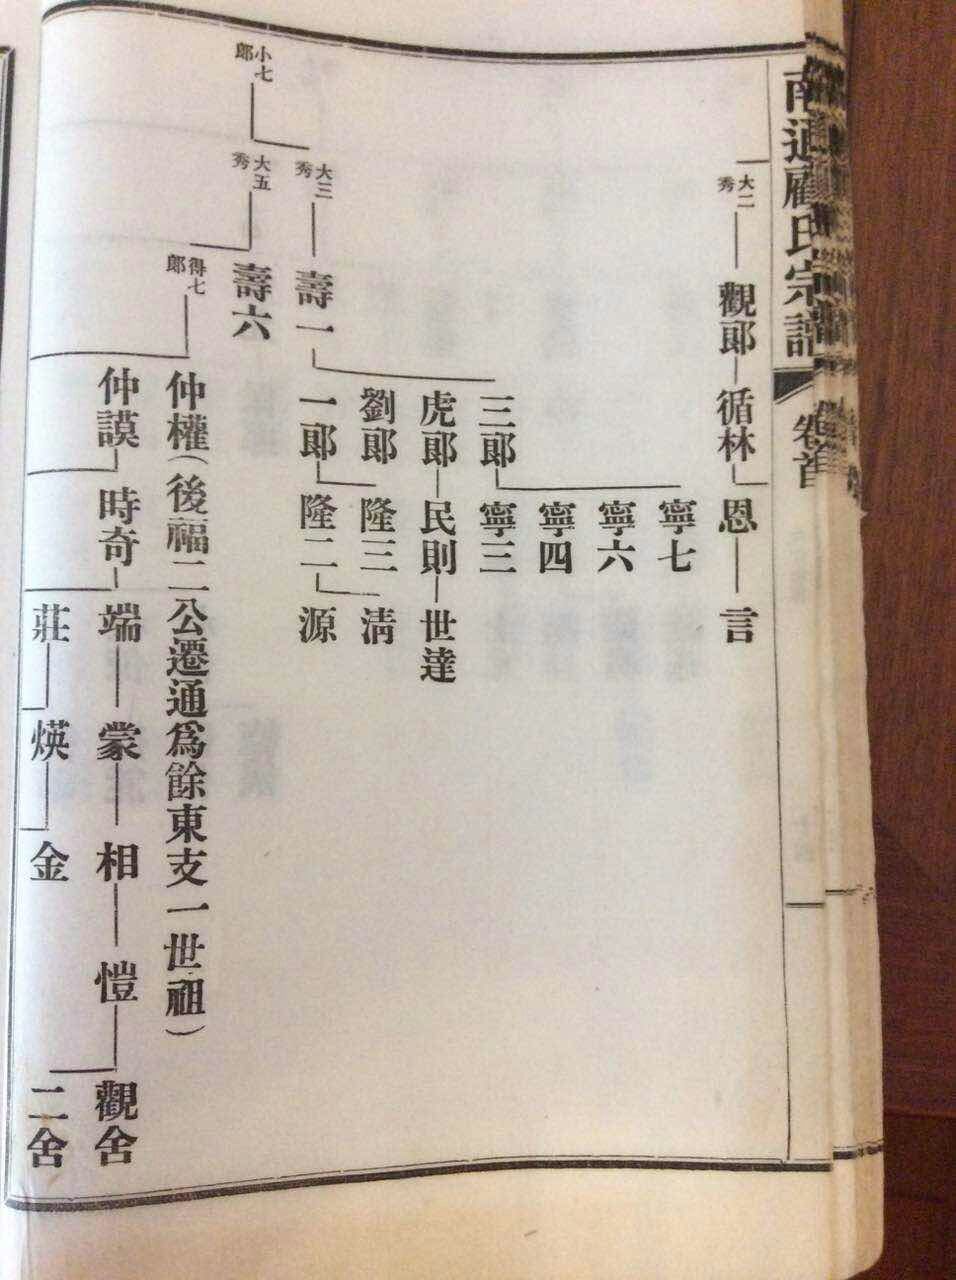 南通顧氏宗譜
卷首
大二秀
觀郎
循林
恩
言
寧七
寧六
寧四
三郎
寧三
虎郎
民則
世達
劉郎
隆三
淸
大三秀
壽一
一郎
隆二
源
小七郎
大五秀
壽六
得七郎
仲權(後福二公遷通爲餘東支一世祖)
仲謨
時奇
端
蒙
相
愷
觀舍
莊
煐
金
二舍